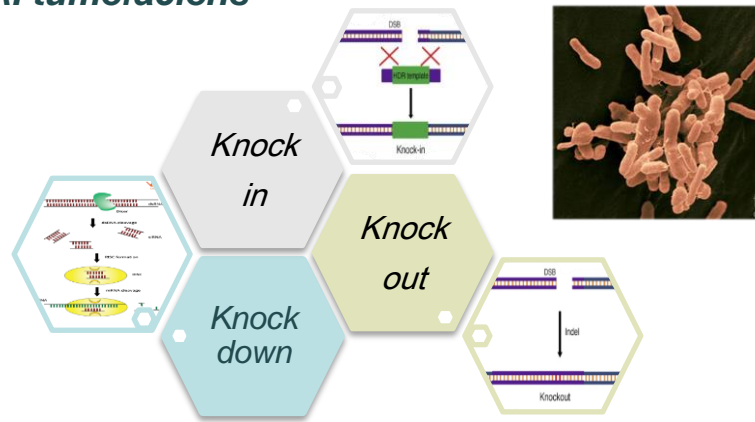 A. tumefaciens
DSB
HDR template
Knock-in
Knock
in
Knock
out
Knock
down
DSB
Indel
Knockout